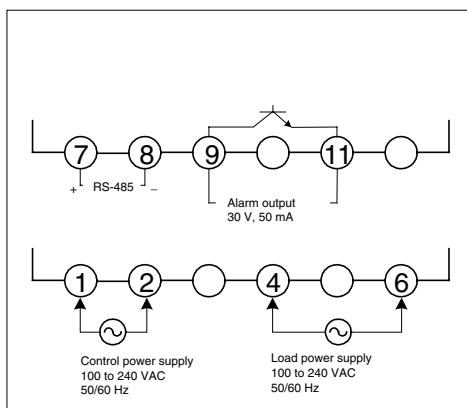 7 8 9 11
+ RS-485 −
Alarm output
30 V, 50 mA
1 2 4 6
Control power supply
100 to 240 VAC
50/60 Hz
Load power supply
100 to 240 VAC
50/60 Hz